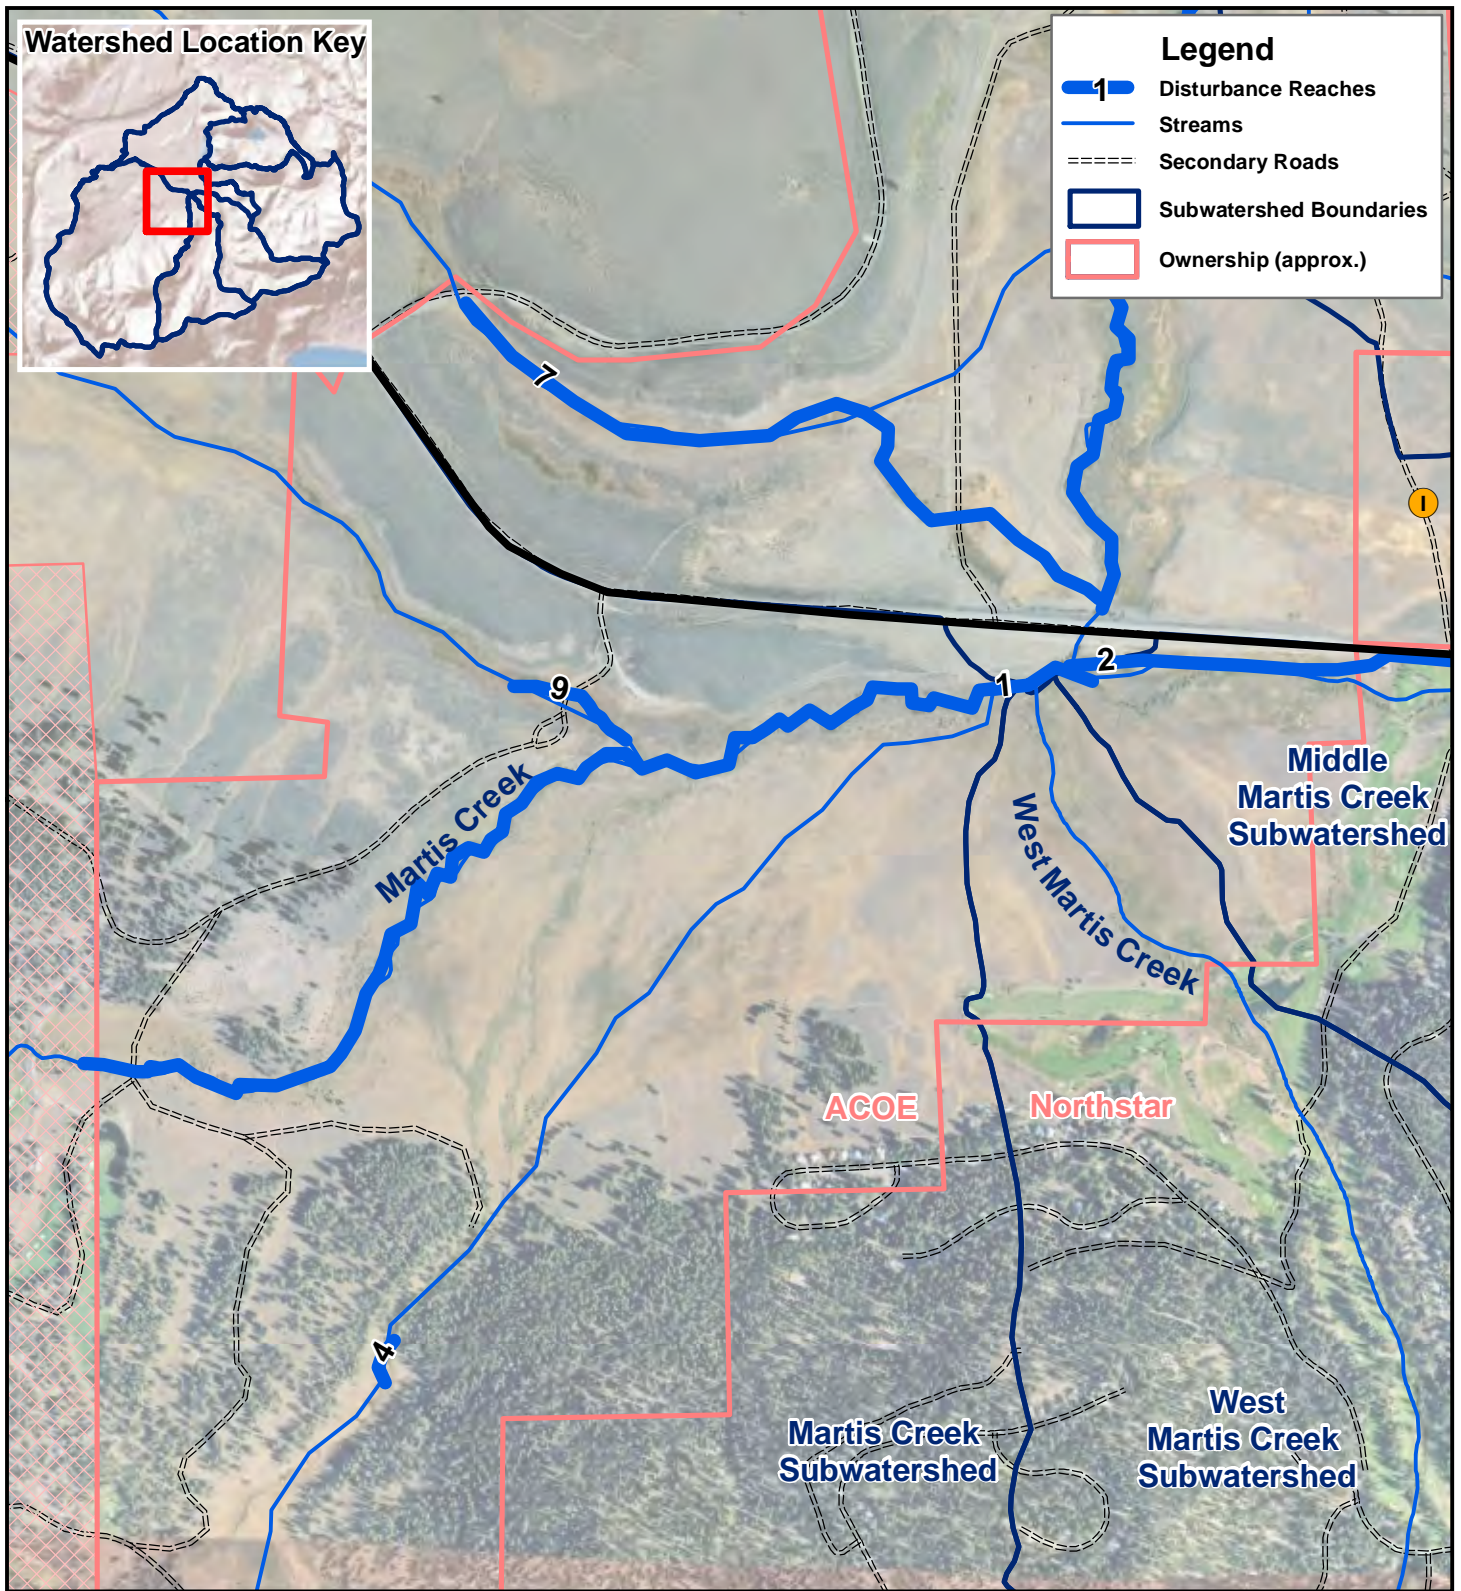 Watershed Location Key
Legend
1
Disturbance Reaches
Streams
Secondary Roads
Subwatershed Boundaries
Ownership (approx.)
7
I
2
9
1
Middle
Martis Creek
Subwatershed
Martis Creek
West Martis Creek
ACOE
Northstar
4
Martis Creek
Subwatershed
West
Martis Creek
Subwatershed